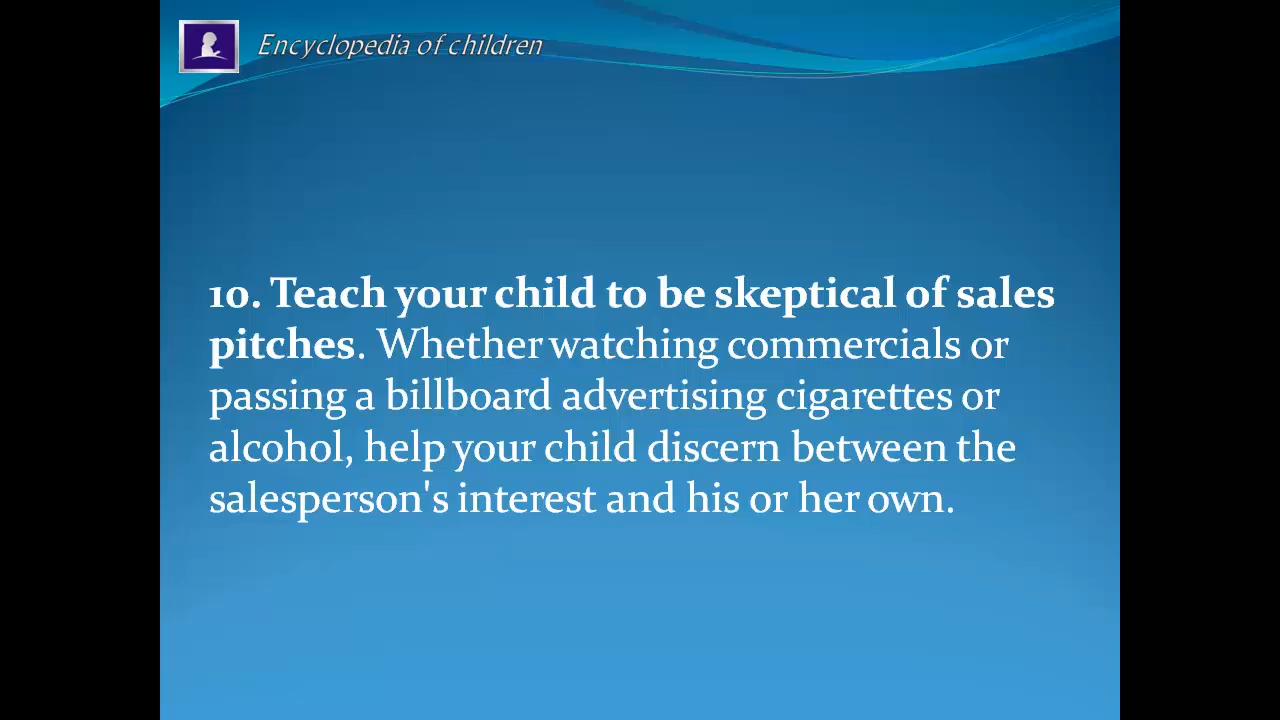 Encyclopedia of children
10. Teach your child to be skeptical of sales
pitches. Whether watching commercials or
passing a billboard advertising cigarettes or
alcohol, help your child discern between the
salesperson's interest and his or her own.